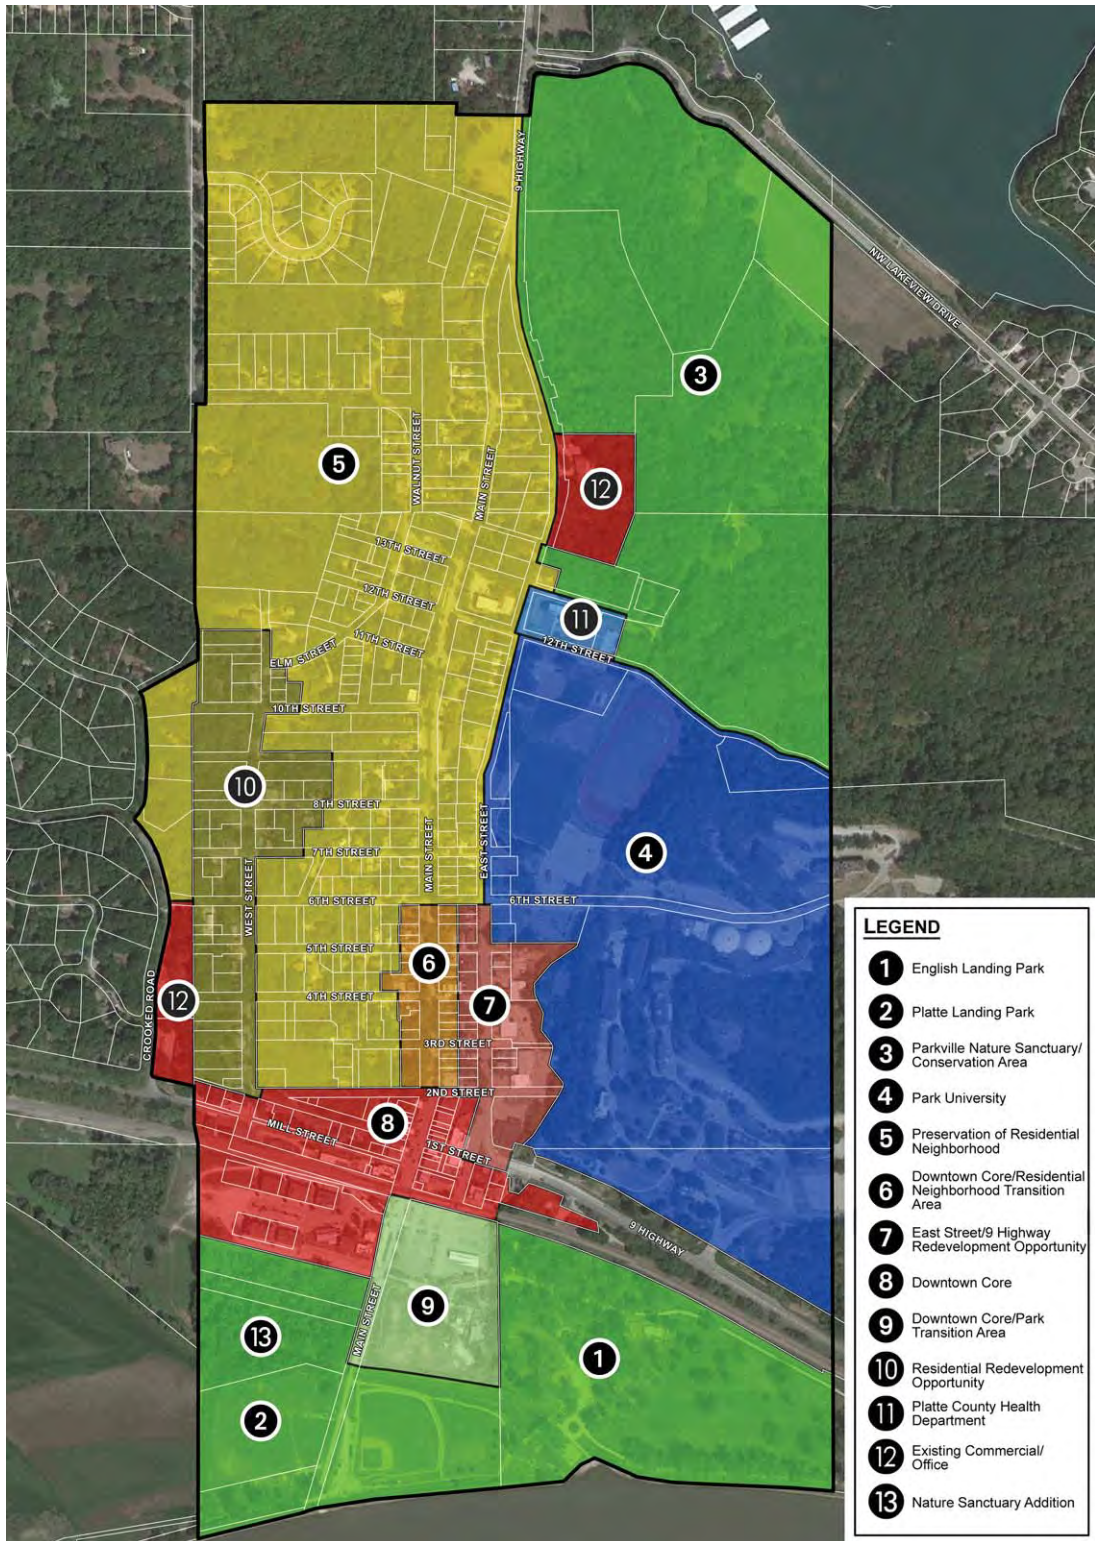 9 HIGHWAY
NW LAKEVIEW DRIVE
3
WALNUT STREET
MAIN STREET
5
12
13TH STREET
12TH STREET
11TH STREET
11
12TH STREET
ELM STREET
10TH STREET
10
8TH STREET
7TH STREET
MAIN STREET
EAST STREET
4
6TH STREET
6TH STREET
WEST STREET
5TH STREET
6
4TH STREET
7
12
CROOKED ROAD
3RD STREET
2ND STREET
8
MILL STREET
1ST STREET
9 HIGHWAY
9
MAIN STREET
13
1
2
LEGEND
1 English Landing Park
2 Platte Landing Park
3 Parkville Nature Sanctuary/
Conservation Area
4 Park University
5 Preservation of Residential
Neighborhood
6 Downtown Core/Residential
Neighborhood Transition
Area
7 East Street/9 Highway
Redevelopment Opportunity
8 Downtown Core
9 Downtown Core/Park
Transition Area
10 Residential Redevelopment
Opportunity
11 Platte County Health
Department
12 Existing Commercial/
Office
13 Nature Sanctuary Addition